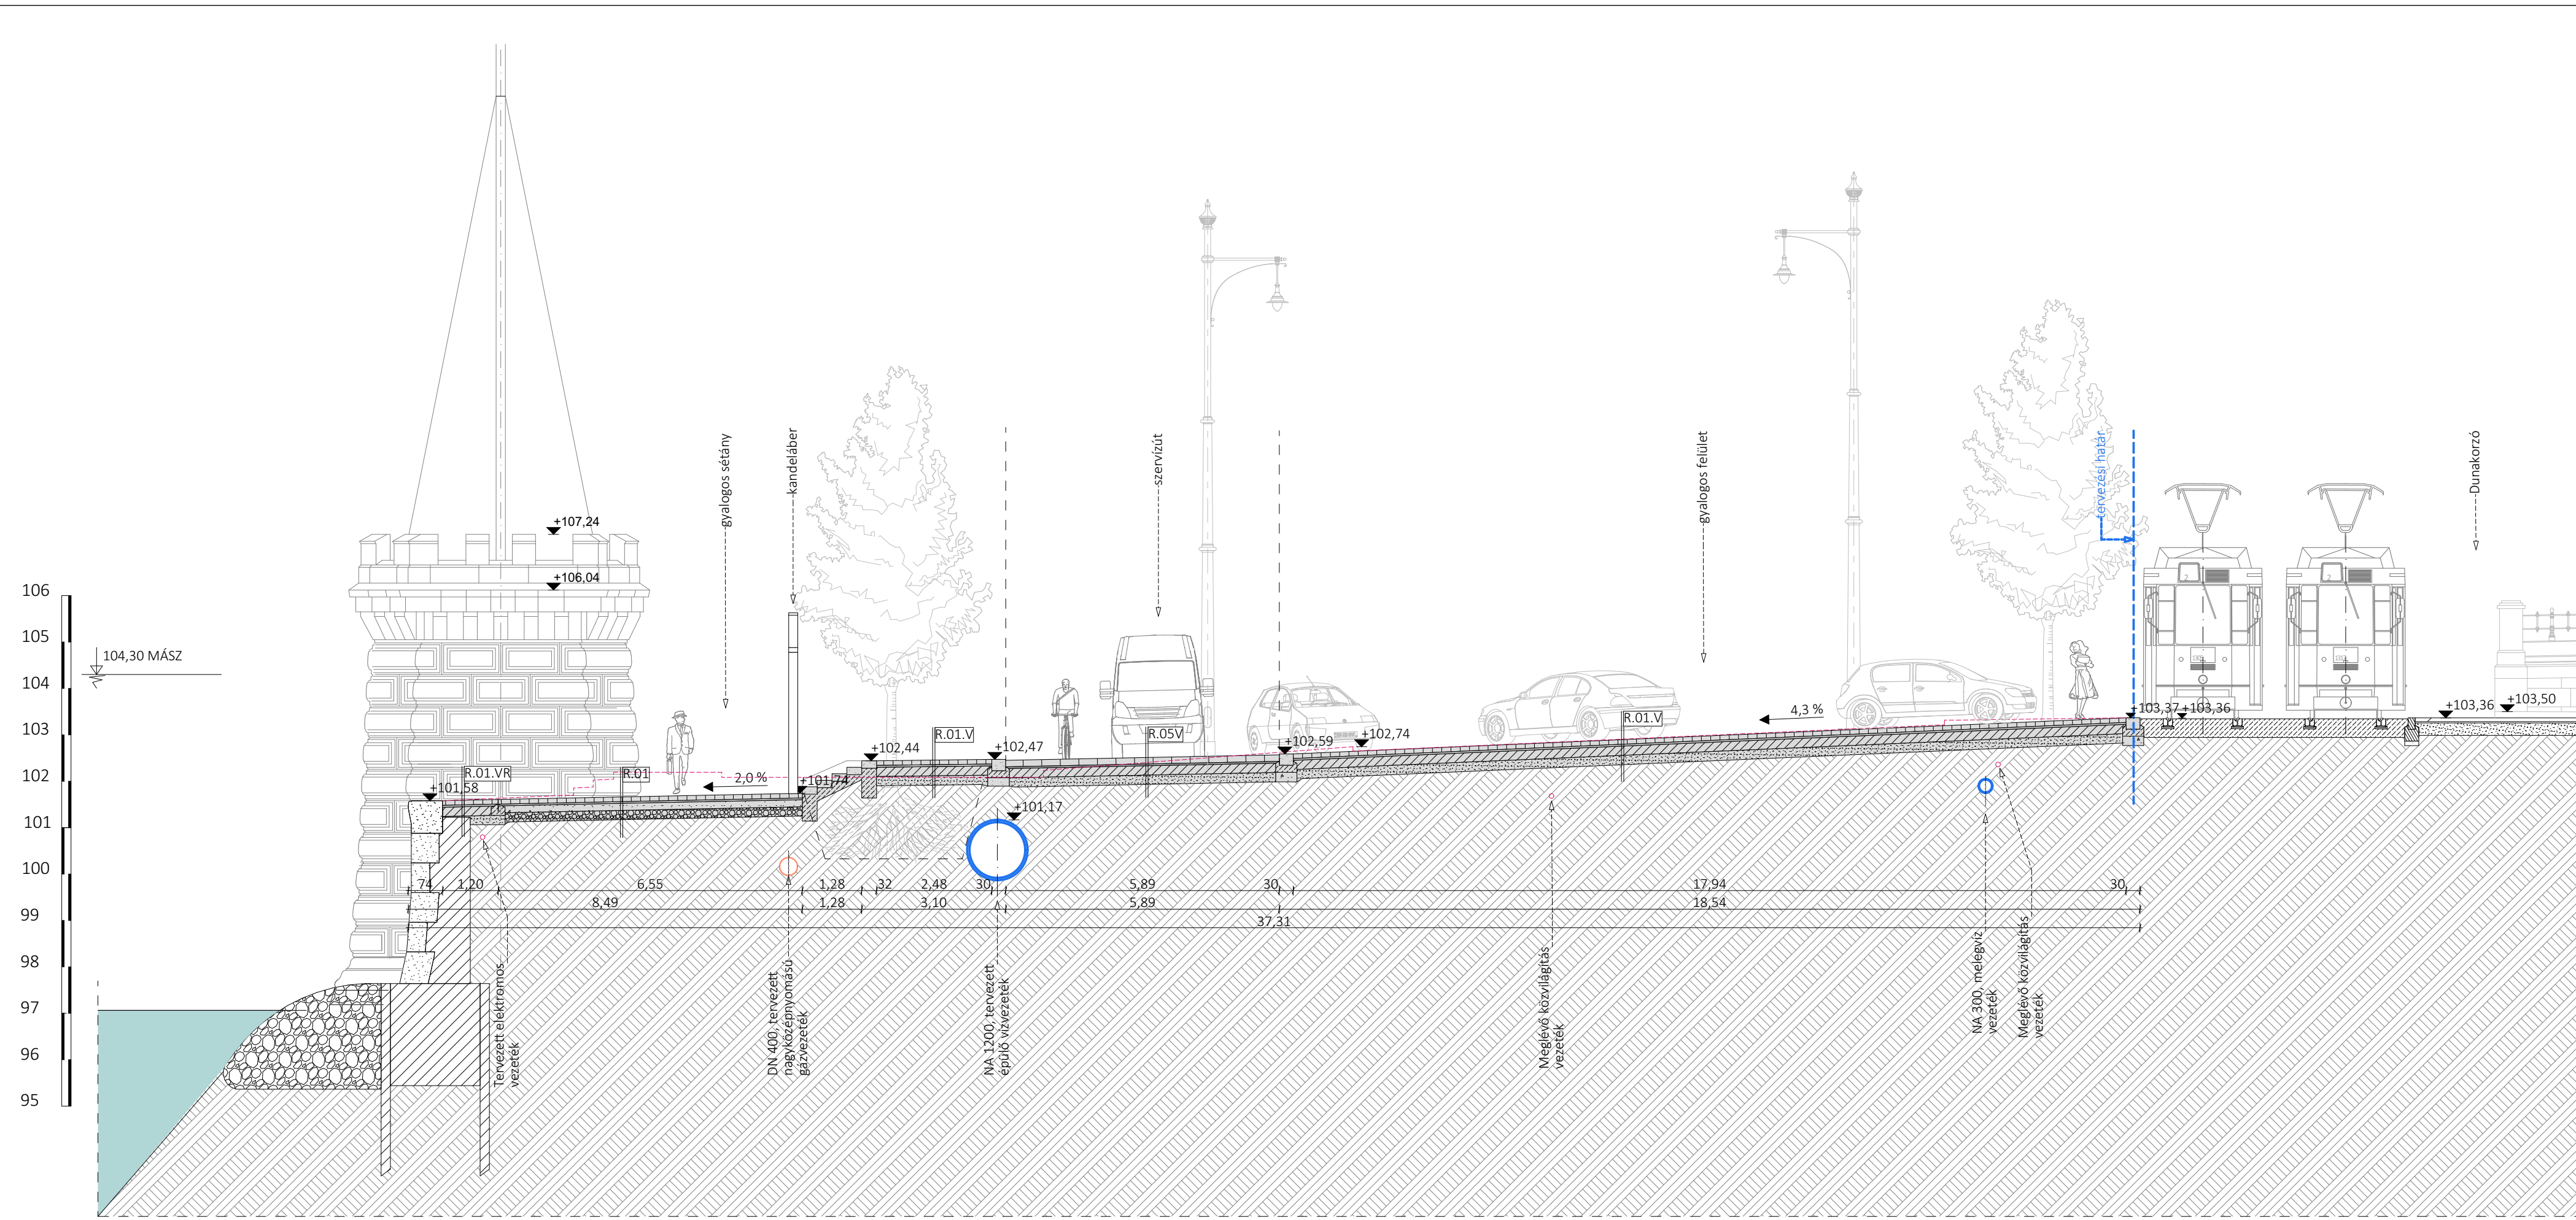 gyalogos sétány
kandeláber
szervízút
gyalogos felület
tervezési határ
Dunakorzó
+107,24
+106,04
106
105
104
103
102
101
100
99
98
97
96
95
104,30 MÁSZ
2
2
4,3 %
+103,37
+103,36
+103,36
+103,50
R.01.V
R.05V
R.01.V
+102,44
+102,47
+102,59
+102,74
R.01.VR
R.01
2,0 %
+101,74
+101,58
+101,17
74
1,20
6,55
1,28
32
2,48
30
5,89
30
17,94
30
8,49
1,28
3,10
5,89
18,54
37,31
Tervezett elektromos
vezeték
DN 400, tervezett
nagyközépnyomású
gázvezeték
NA 1200, tervezett
épülő vízvezeték
Meglévő közvilágítás
vezeték
NA 300, melegvíz
vezeték
Meglévő közvilágítás
vezeték